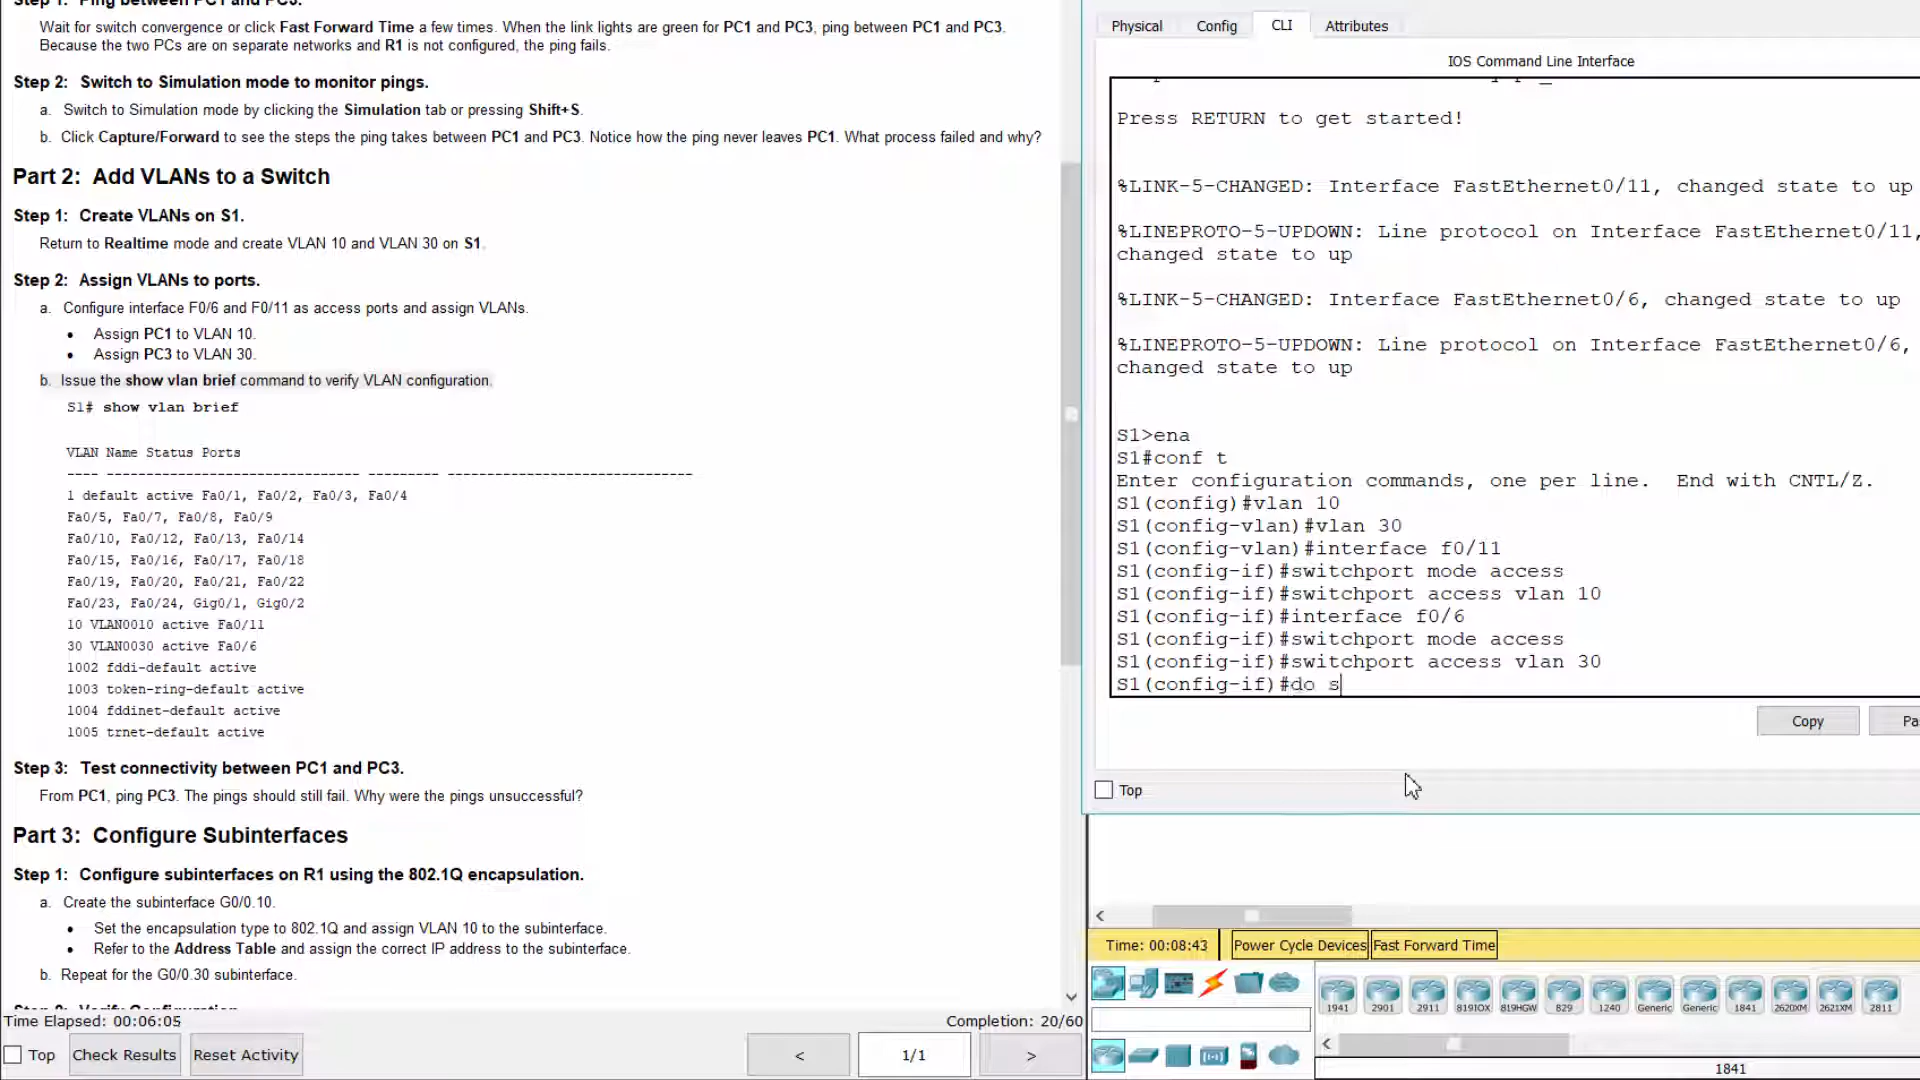 Step 1: Ping between PC1 and PC3.
Wait for switch convergence or click Fast Forward Time a few times. When the link lights are green for PC1 and PC3, ping between PC1 and PC3.
Because the two PCs are on separate networks and R1 is not configured, the ping fails.
Step 2: Switch to Simulation mode to monitor pings.
a. Switch to Simulation mode by clicking the Simulation tab or pressing Shift+S.
b. Click Capture/Forward to see the steps the ping takes between PC1 and PC3. Notice how the ping never leaves PC1. What process failed and why?
Part 2: Add VLANs to a Switch
Step 1: Create VLANs on S1.
Return to Realtime mode and create VLAN 10 and VLAN 30 on S1.
Step 2: Assign VLANs to ports.
a. Configure interface F0/6 and F0/11 as access ports and assign VLANs.
• Assign PC1 to VLAN 10.
• Assign PC3 to VLAN 30.
b. Issue the show vlan brief command to verify VLAN configuration.
S1# show vlan brief
VLAN Name Status Ports
---- -------------------------------- --------- -------------------------------
1 default active Fa0/1, Fa0/2, Fa0/3, Fa0/4
Fa0/5, Fa0/7, Fa0/8, Fa0/9
Fa0/10, Fa0/12, Fa0/13, Fa0/14
Fa0/15, Fa0/16, Fa0/17, Fa0/18
Fa0/19, Fa0/20, Fa0/21, Fa0/22
Fa0/23, Fa0/24, Gig0/1, Gig0/2
10 VLAN0010 active Fa0/11
30 VLAN0030 active Fa0/6
1002 fddi-default active
1003 token-ring-default active
1004 fddinet-default active
1005 trnet-default active
Step 3: Test connectivity between PC1 and PC3.
From PC1, ping PC3. The pings should still fail. Why were the pings unsuccessful?
Part 3: Configure Subinterfaces
Step 1: Configure subinterfaces on R1 using the 802.1Q encapsulation.
a. Create the subinterface G0/0.10.
• Set the encapsulation type to 802.1Q and assign VLAN 10 to the subinterface.
• Refer to the Address Table and assign the correct IP address to the subinterface.
b. Repeat for the G0/0.30 subinterface.
Step 2: Verify Configuration.
Time Elapsed: 00:06:05
Completion: 20/60
Top
Check Results
Reset Activity
<
1/1
>
Physical
Config
CLI
Attributes
IOS Command Line Interface
Press RETURN to get started!
%LINK-5-CHANGED: Interface FastEthernet0/11, changed state to up
%LINEPROTO-5-UPDOWN: Line protocol on Interface FastEthernet0/11,
changed state to up
%LINK-5-CHANGED: Interface FastEthernet0/6, changed state to up
%LINEPROTO-5-UPDOWN: Line protocol on Interface FastEthernet0/6,
changed state to up
S1>ena
S1#conf t
Enter configuration commands, one per line. End with CNTL/Z.
S1(config)#vlan 10
S1(config-vlan)#vlan 30
S1(config-vlan)#interface f0/11
S1(config-if)#switchport mode access
S1(config-if)#switchport access vlan 10
S1(config-if)#interface f0/6
S1(config-if)#switchport mode access
S1(config-if)#switchport access vlan 30
S1(config-if)#do s
Copy
Pa
Top
Time: 00:08:43
Power Cycle Devices
Fast Forward Time
1941
2901
2911
819IOX
819HGW
829
1240
Generic
Generic
1841
2620XM
2621XM
2811
1841